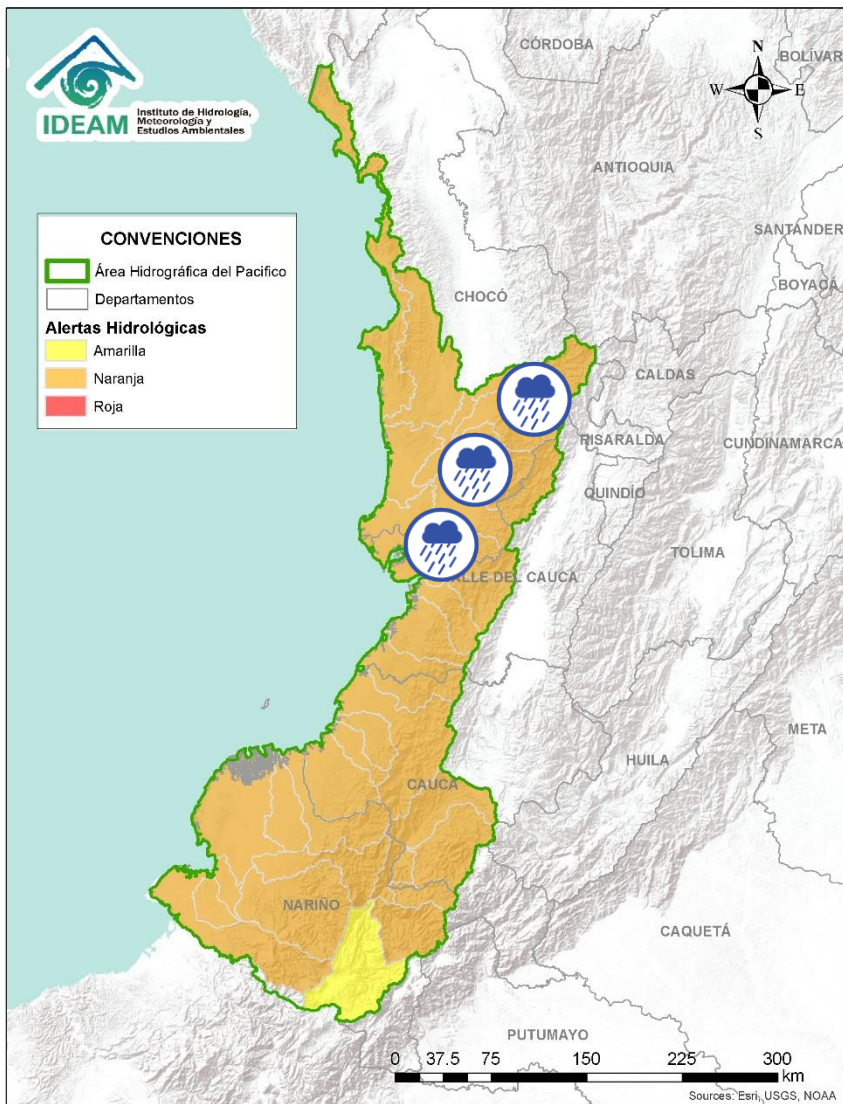 IDEAM
Instituto de Hidrología,
Meteorología y
Estudios Ambientales
CÓRDOBA
BOLÍVAR
N
W
E
S
ANTIOQUIA
SANTANDER
BOYACÁ
CONVENCIONES
Área Hidrográfica del Pacifico
Departamentos
Alertas Hidrológicas
Amarilla
Naranja
Roja
CHOCÓ
CALDAS
RISARALDA
CUNDINAMARCA
QUINDÍO
TOLIMA
ALLE DEL CAUCA
META
HUILA
CAUCA
NARIÑO
CAQUETÁ
PUTUMAYO
0 37.5 75 150 225 300
km
Sources: Esri, USGS, NOAA